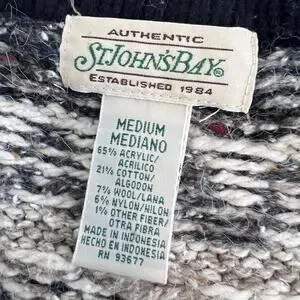 AUTHENTIC
ST. JOHN'S BAY
ESTABLISHED 1984
MEDIUM
MEDIANO
65% ACRYLIC/
ACRILICO
21% COTTON/
ALGODON
7% WOOL/LANA
6% NYLON/NILON
1% OTHER FIBER/
OTRA FIBRA
MADE IN INDONESIA
HECHO EN INDONESIA
RN 93677